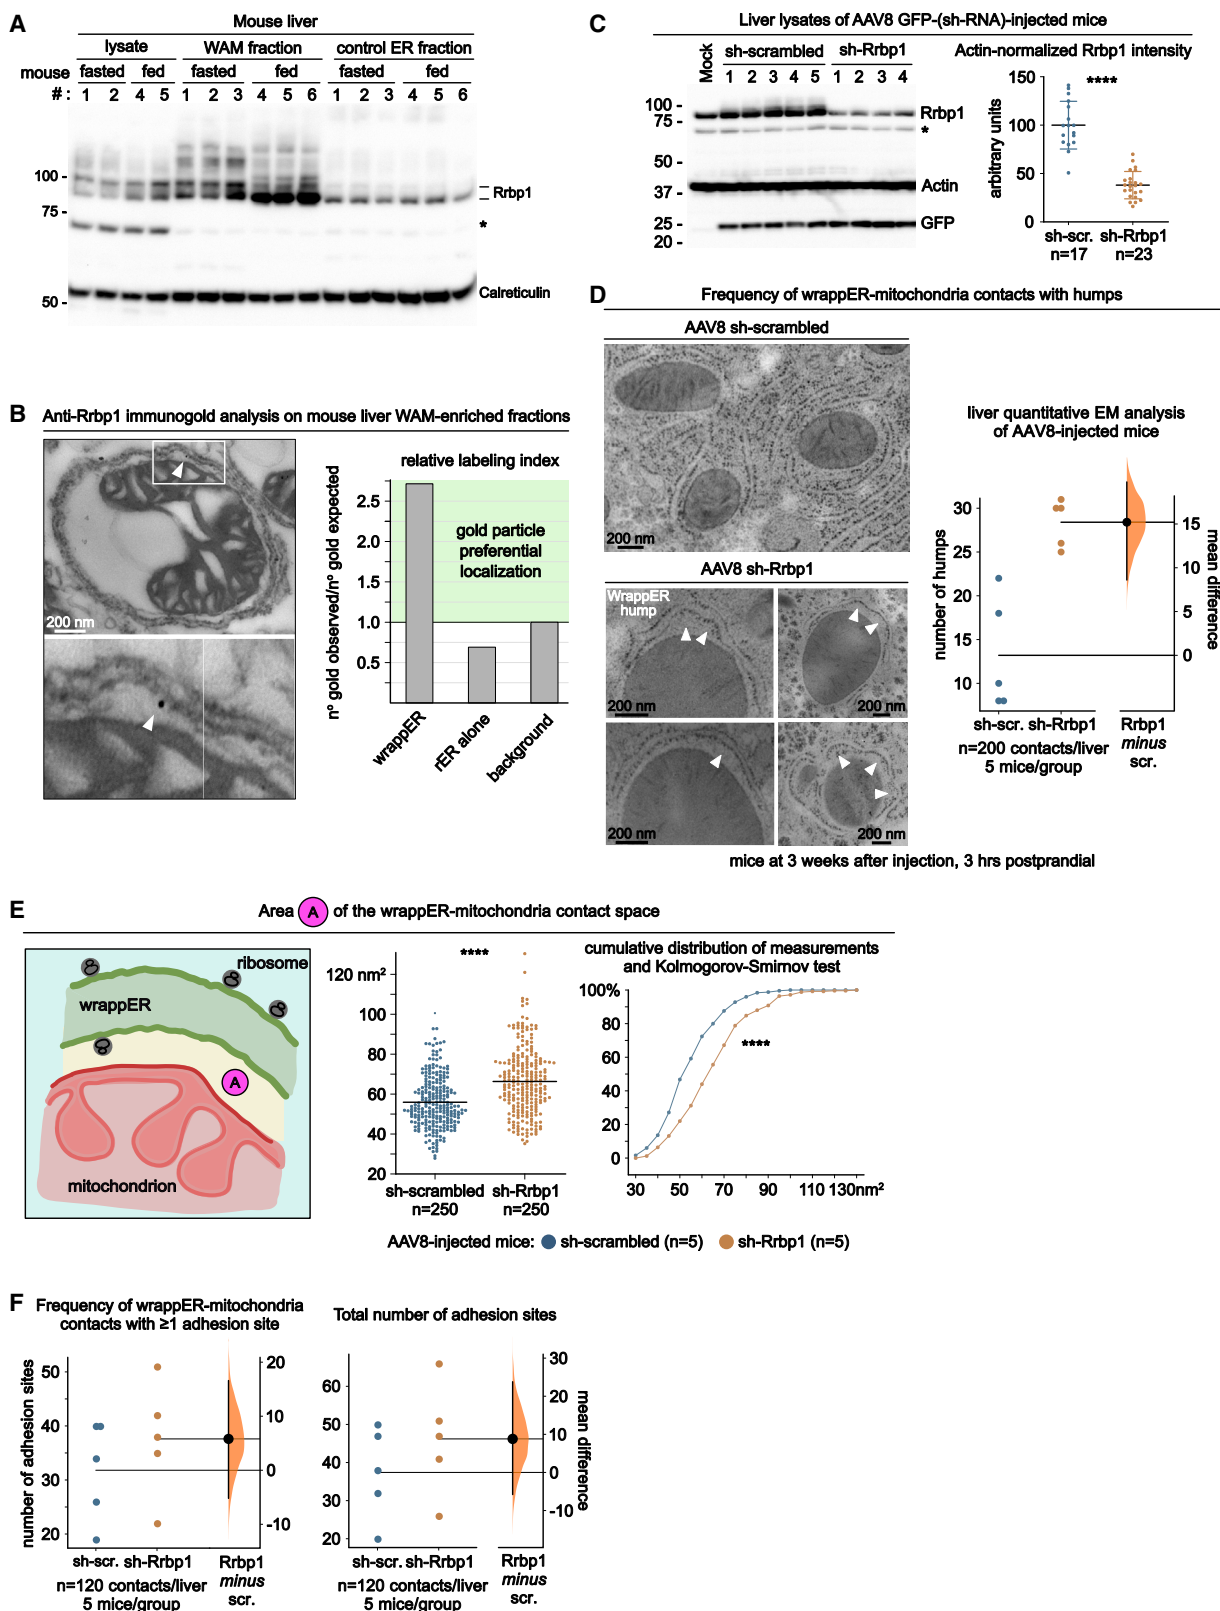 A
Mouse liver
lysate WAM fraction control ER fraction
mouse fasted fed fasted fed fasted fed
# : 1 2 4 5 1 2 3 4 5 6 1 2 3 4 5 6
100 -
75 -
50 -
Rrbp1
*
Calreticulin
B
Anti-Rrbp1 immunogold analysis on mouse liver WAM-enriched fractions
200 nm
relative labeling index
nº gold observed/nº gold expected
2.5
2.0
1.5
1.0
0.5
gold particle
preferential
localization
wrappER
rER alone
background
C
Liver lysates of AAV8 GFP-(sh-RNA)-injected mice
Mock
sh-scrambled sh-Rrbp1
1 2 3 4 5 1 2 3 4
100 -
75 -
50 -
37 -
25 -
20 -
Rrbp1
*
Actin
GFP
Actin-normalized Rrbp1 intensity
arbitrary units
150
100
50
0
****
sh-scr. sh-Rrbp1
n=17 n=23
D
Frequency of wrappER-mitochondria contacts with humps
AAV8 sh-scrambled
200 nm
AAV8 sh-Rrbp1
WrappER
hump
200 nm
200 nm
200 nm
200 nm
liver quantitative EM analysis
of AAV8-injected mice
number of humps
30
25
20
15
10
15
10
5
0
mean difference
sh-scr. sh-Rrbp1
n=200 contacts/liver
5 mice/group
Rrbp1
minus
scr.
mice at 3 weeks after injection, 3 hrs postprandial
E
Area A of the wrappER-mitochondria contact space
ribosome
wrappER
A
mitochondrion
120 nm²
100
80
60
40
20
****
sh-scrambled sh-Rrbp1
n=250 n=250
cumulative distribution of measurements
and Kolmogorov-Smirnov test
100%
80
60
40
20
0
****
30 50 70 90 110 130nm²
AAV8-injected mice: sh-scrambled (n=5) sh-Rrbp1 (n=5)
F
Frequency of wrappER-mitochondria
contacts with ≥1 adhesion site
number of adhesion sites
50
40
30
20
20
10
0
-10
sh-scr. sh-Rrbp1
n=120 contacts/liver
5 mice/group
Rrbp1
minus
scr.
Total number of adhesion sites
60
50
40
30
20
30
20
10
0
-10
mean difference
sh-scr. sh-Rrbp1
n=120 contacts/liver
5 mice/group
Rrbp1
minus
scr.